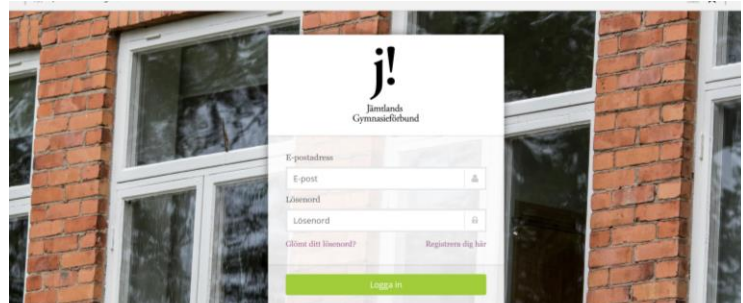 j!
Jämtlands
Gymnasieförbund
E-postadress
E-post
Lösenord
Lösenord
Glömt ditt lösenord? Registrera dig här
Logga in